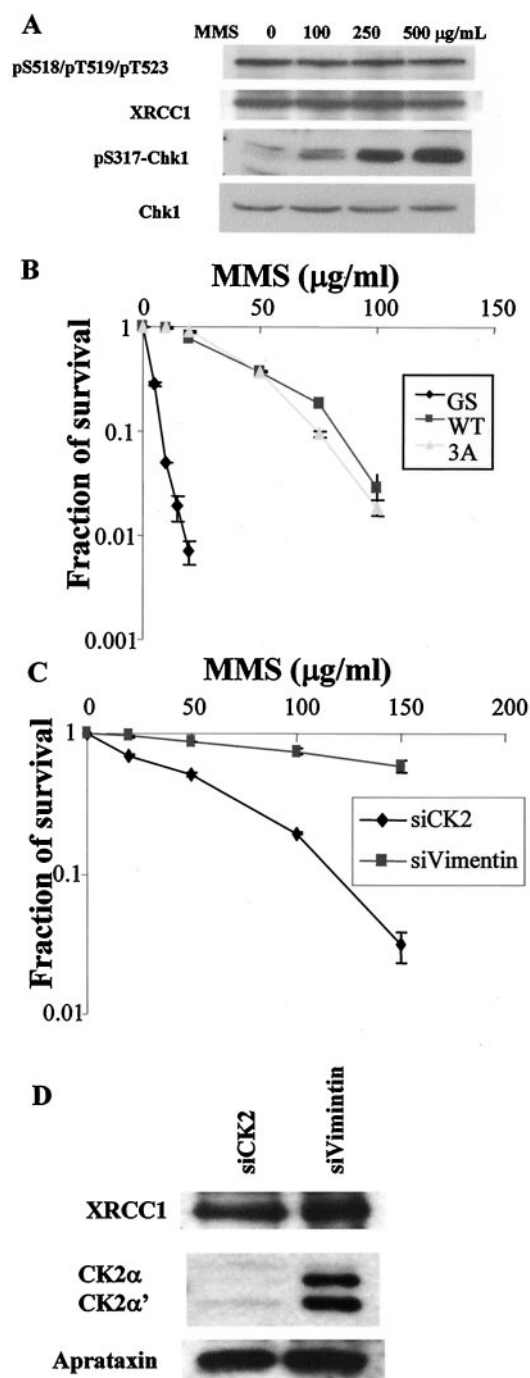 A
MMS 0 100 250 500 μg/mL
pS518/pT519/pT523
XRCC1
pS317-Chk1
Chk1
B
MMS (μg/ml)
0 50 100 150
1
0.1
0.01
0.001
Fraction of survival
GS
WT
3A
C
MMS (μg/ml)
0 50 100 150 200
1
0.1
0.01
Fraction of survival
siCK2
siVimentin
D
siCK2
siVimintin
XRCC1
CK2α
CK2α'
Aprataxin